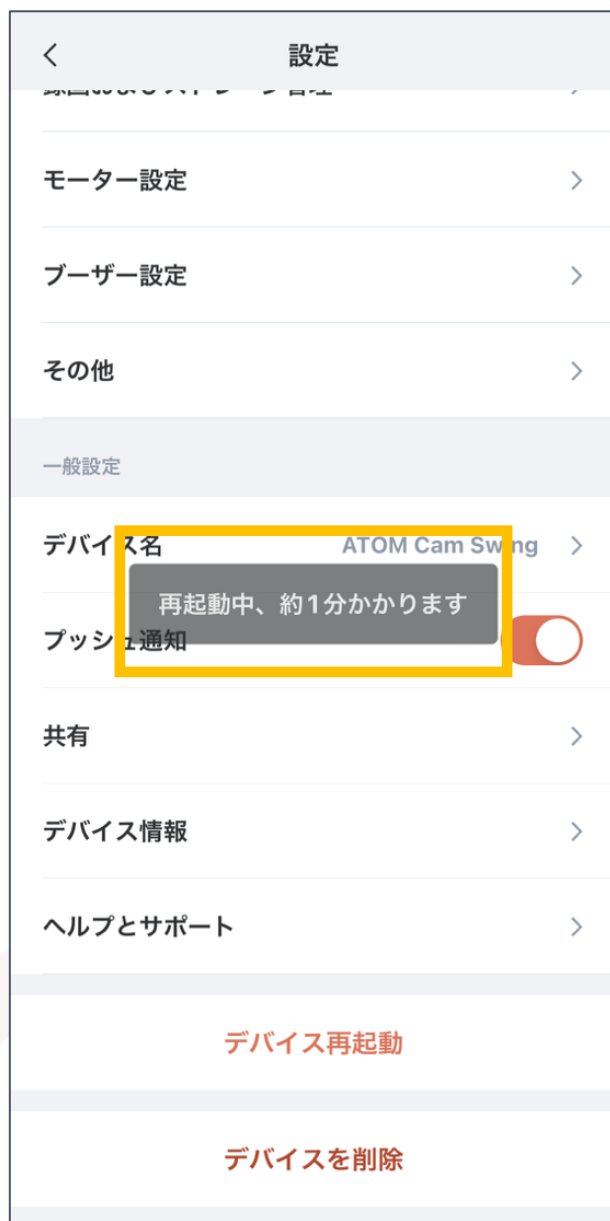 設定
モーター設定
ブーザー設定
その他
一般設定
デバイス名 ATOM Cam Swing
再起動中、約1分かかります
プッシュ通知
共有
デバイス情報
ヘルプとサポート
デバイス再起動
デバイスを削除